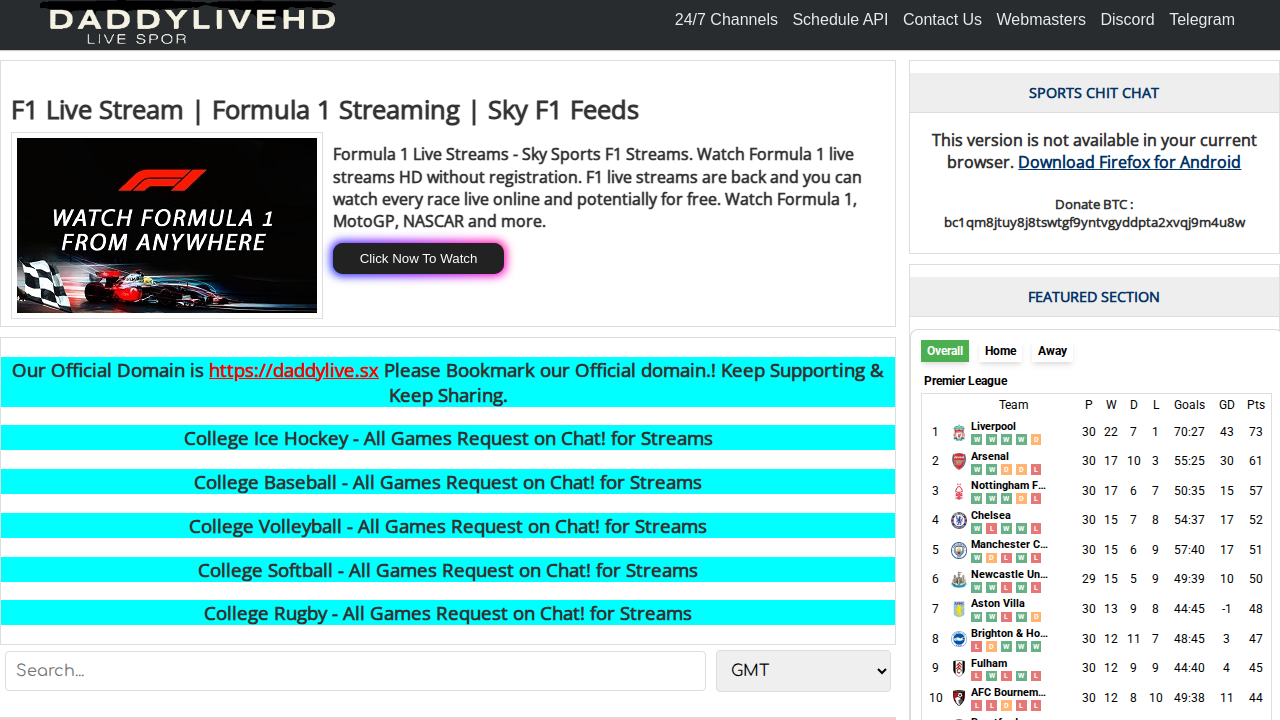 DADDYLIVEHD
LIVE SPOR
24/7 Channels Schedule API Contact Us Webmasters Discord Telegram
F1 Live Stream | Formula 1 Streaming | Sky F1 Feeds
WATCH FORMULA 1
FROM ANYWHERE
Formula 1 Live Streams - Sky Sports F1 Streams. Watch Formula 1 live
streams HD without registration. F1 live streams are back and you can
watch every race live online and potentially for free. Watch Formula 1,
MotoGP, NASCAR and more.
Click Now To Watch
Our Official Domain is https://daddylive.sx Please Bookmark our Official domain.! Keep Supporting &
Keep Sharing.
College Ice Hockey - All Games Request on Chat! for Streams
College Baseball - All Games Request on Chat! for Streams
College Volleyball - All Games Request on Chat! for Streams
College Softball - All Games Request on Chat! for Streams
College Rugby - All Games Request on Chat! for Streams
Search...
GMT
SPORTS CHIT CHAT
This version is not available in your current
browser. Download Firefox for Android
Donate BTC :
bc1qm8jtuy8j8tswtgf9yntvgyddpta2xvqj9m4u8w
FEATURED SECTION
Overall Home Away
Premier League
Team P W D L Goals GD Pts
1 Liverpool 30 22 7 1 70:27 43 73
W W W W D
2 Arsenal 30 17 10 3 55:25 30 61
W W D D L
3 Nottingham F... 30 17 6 7 50:35 15 57
W W W D L
4 Chelsea 30 15 7 8 54:37 17 52
W L W W L
5 Manchester C... 30 15 6 9 57:40 17 51
W D L W L
6 Newcastle Un... 29 15 5 9 49:39 10 50
W W L W L
7 Aston Villa 30 13 9 8 44:45 -1 48
W W L W D
8 Brighton & Ho... 30 12 11 7 48:45 3 47
L D W W W
9 Fulham 30 12 9 9 44:40 4 45
L W L W L
10 AFC Bournem... 30 12 8 10 49:38 11 44
L L D L L